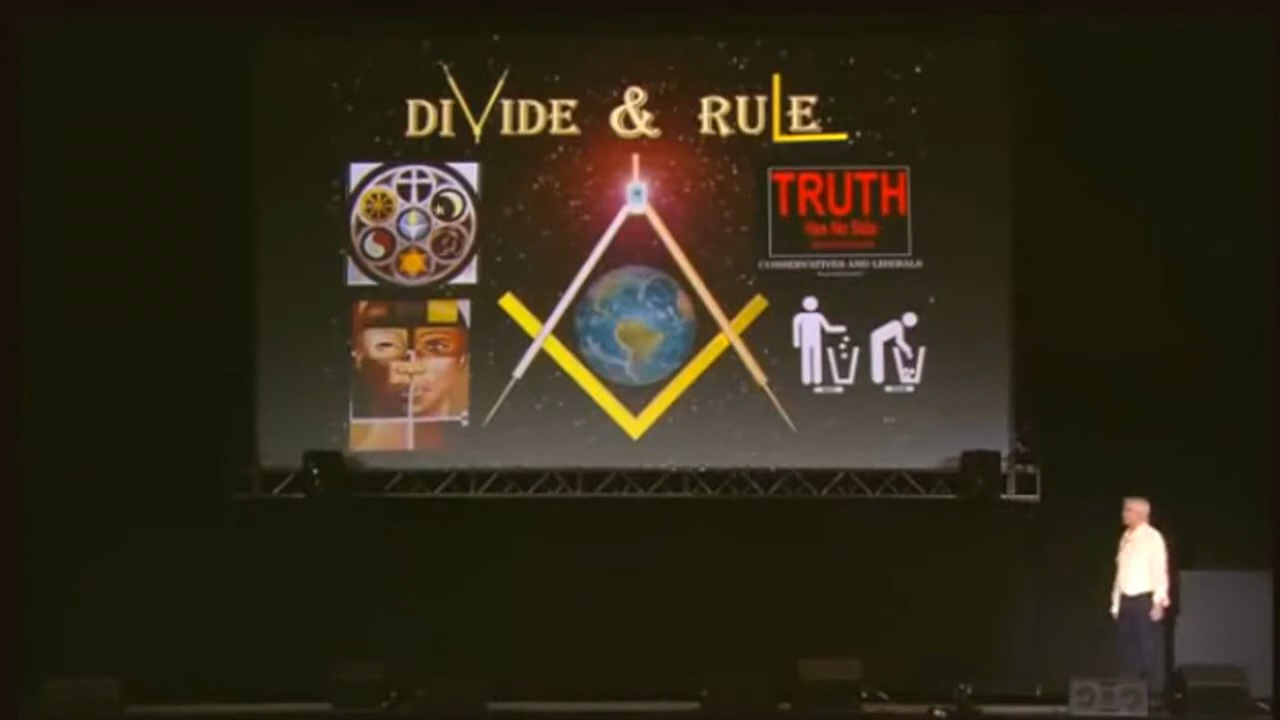 DIVIDE & RULE
TRUTH
Has No Side
CONSERVATIVES AND LIBERALS